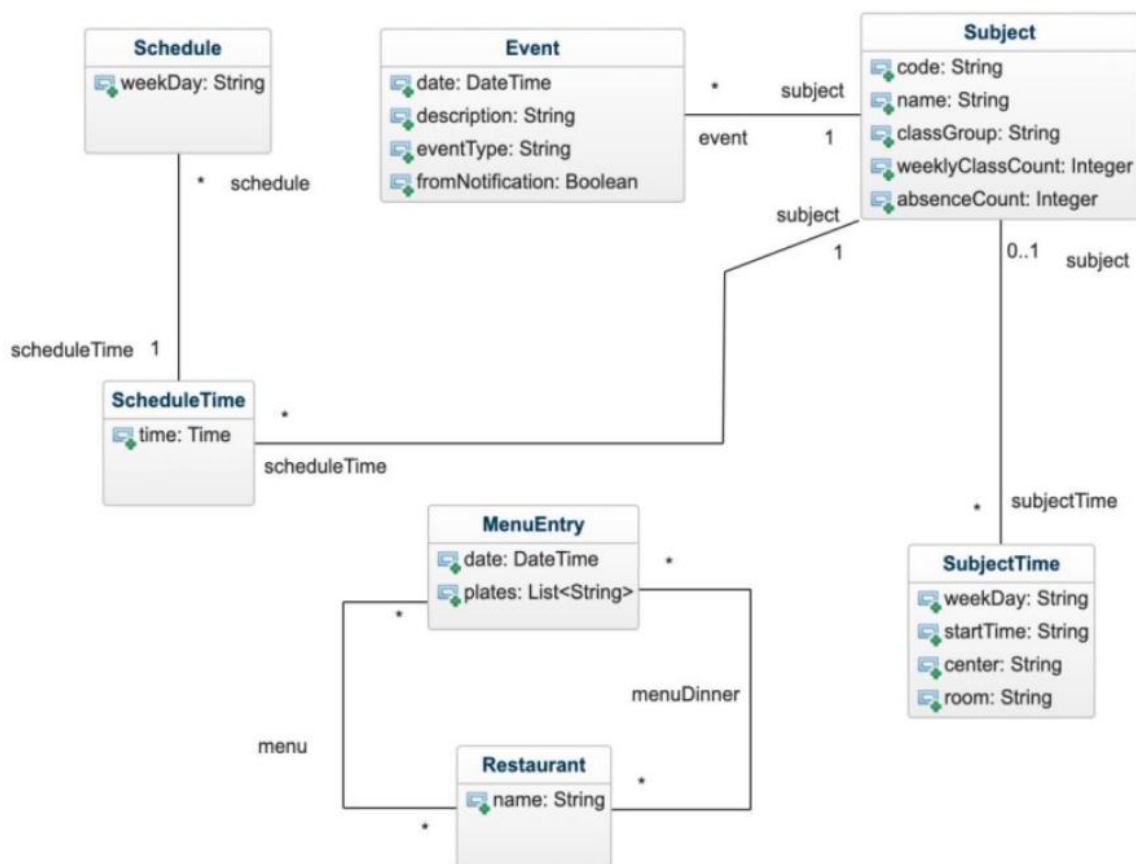 Schedule
weekDay: String
Event
date: DateTime
description: String
eventType: String
fromNotification: Boolean
Subject
code: String
name: String
classGroup: String
weeklyClassCount: Integer
absenceCount: Integer
* subject
event 1
* schedule
subject
1
0..1 subject
scheduleTime 1
ScheduleTime
time: Time
*
scheduleTime
MenuEntry
date: DateTime
plates: List<String>
*
*
* subjectTime
SubjectTime
weekDay: String
startTime: String
center: String
room: String
menuDinner
menu
Restaurant
name: String
*
*